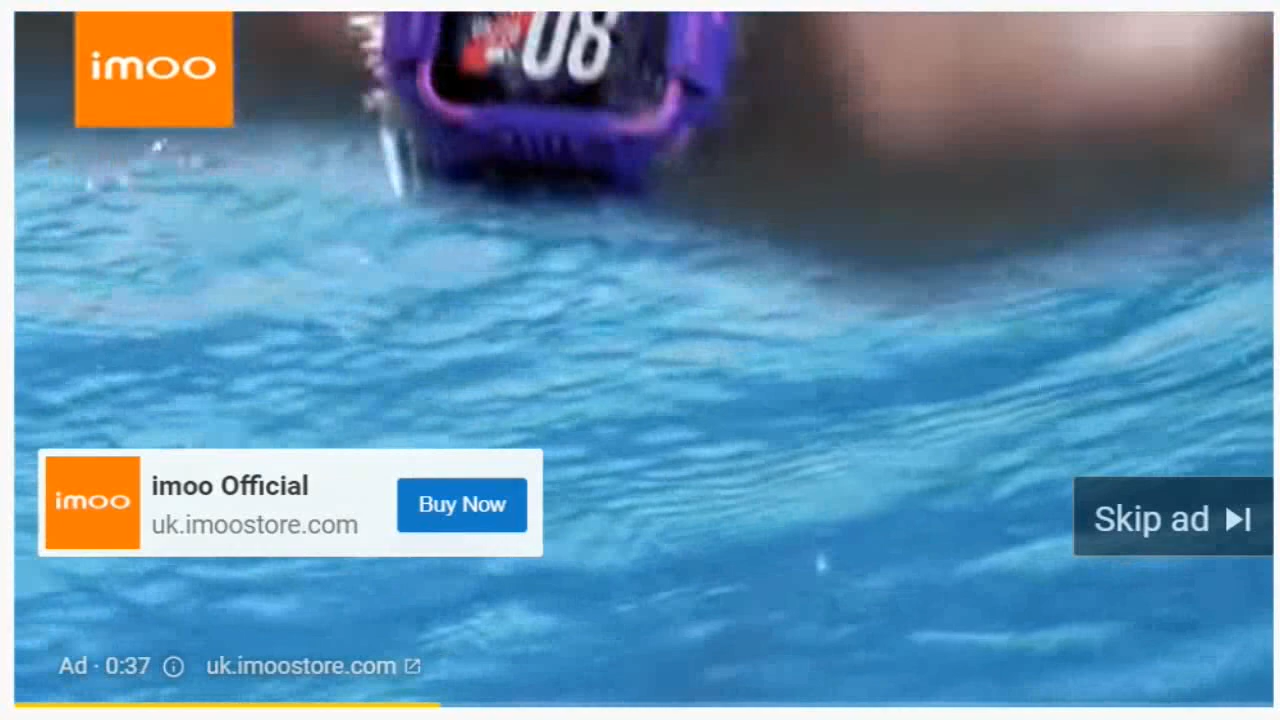 imoo
08
imoo
imoo Official
uk.imoostore.com
Buy Now
Skip ad
Ad · 0:37
uk.imoostore.com